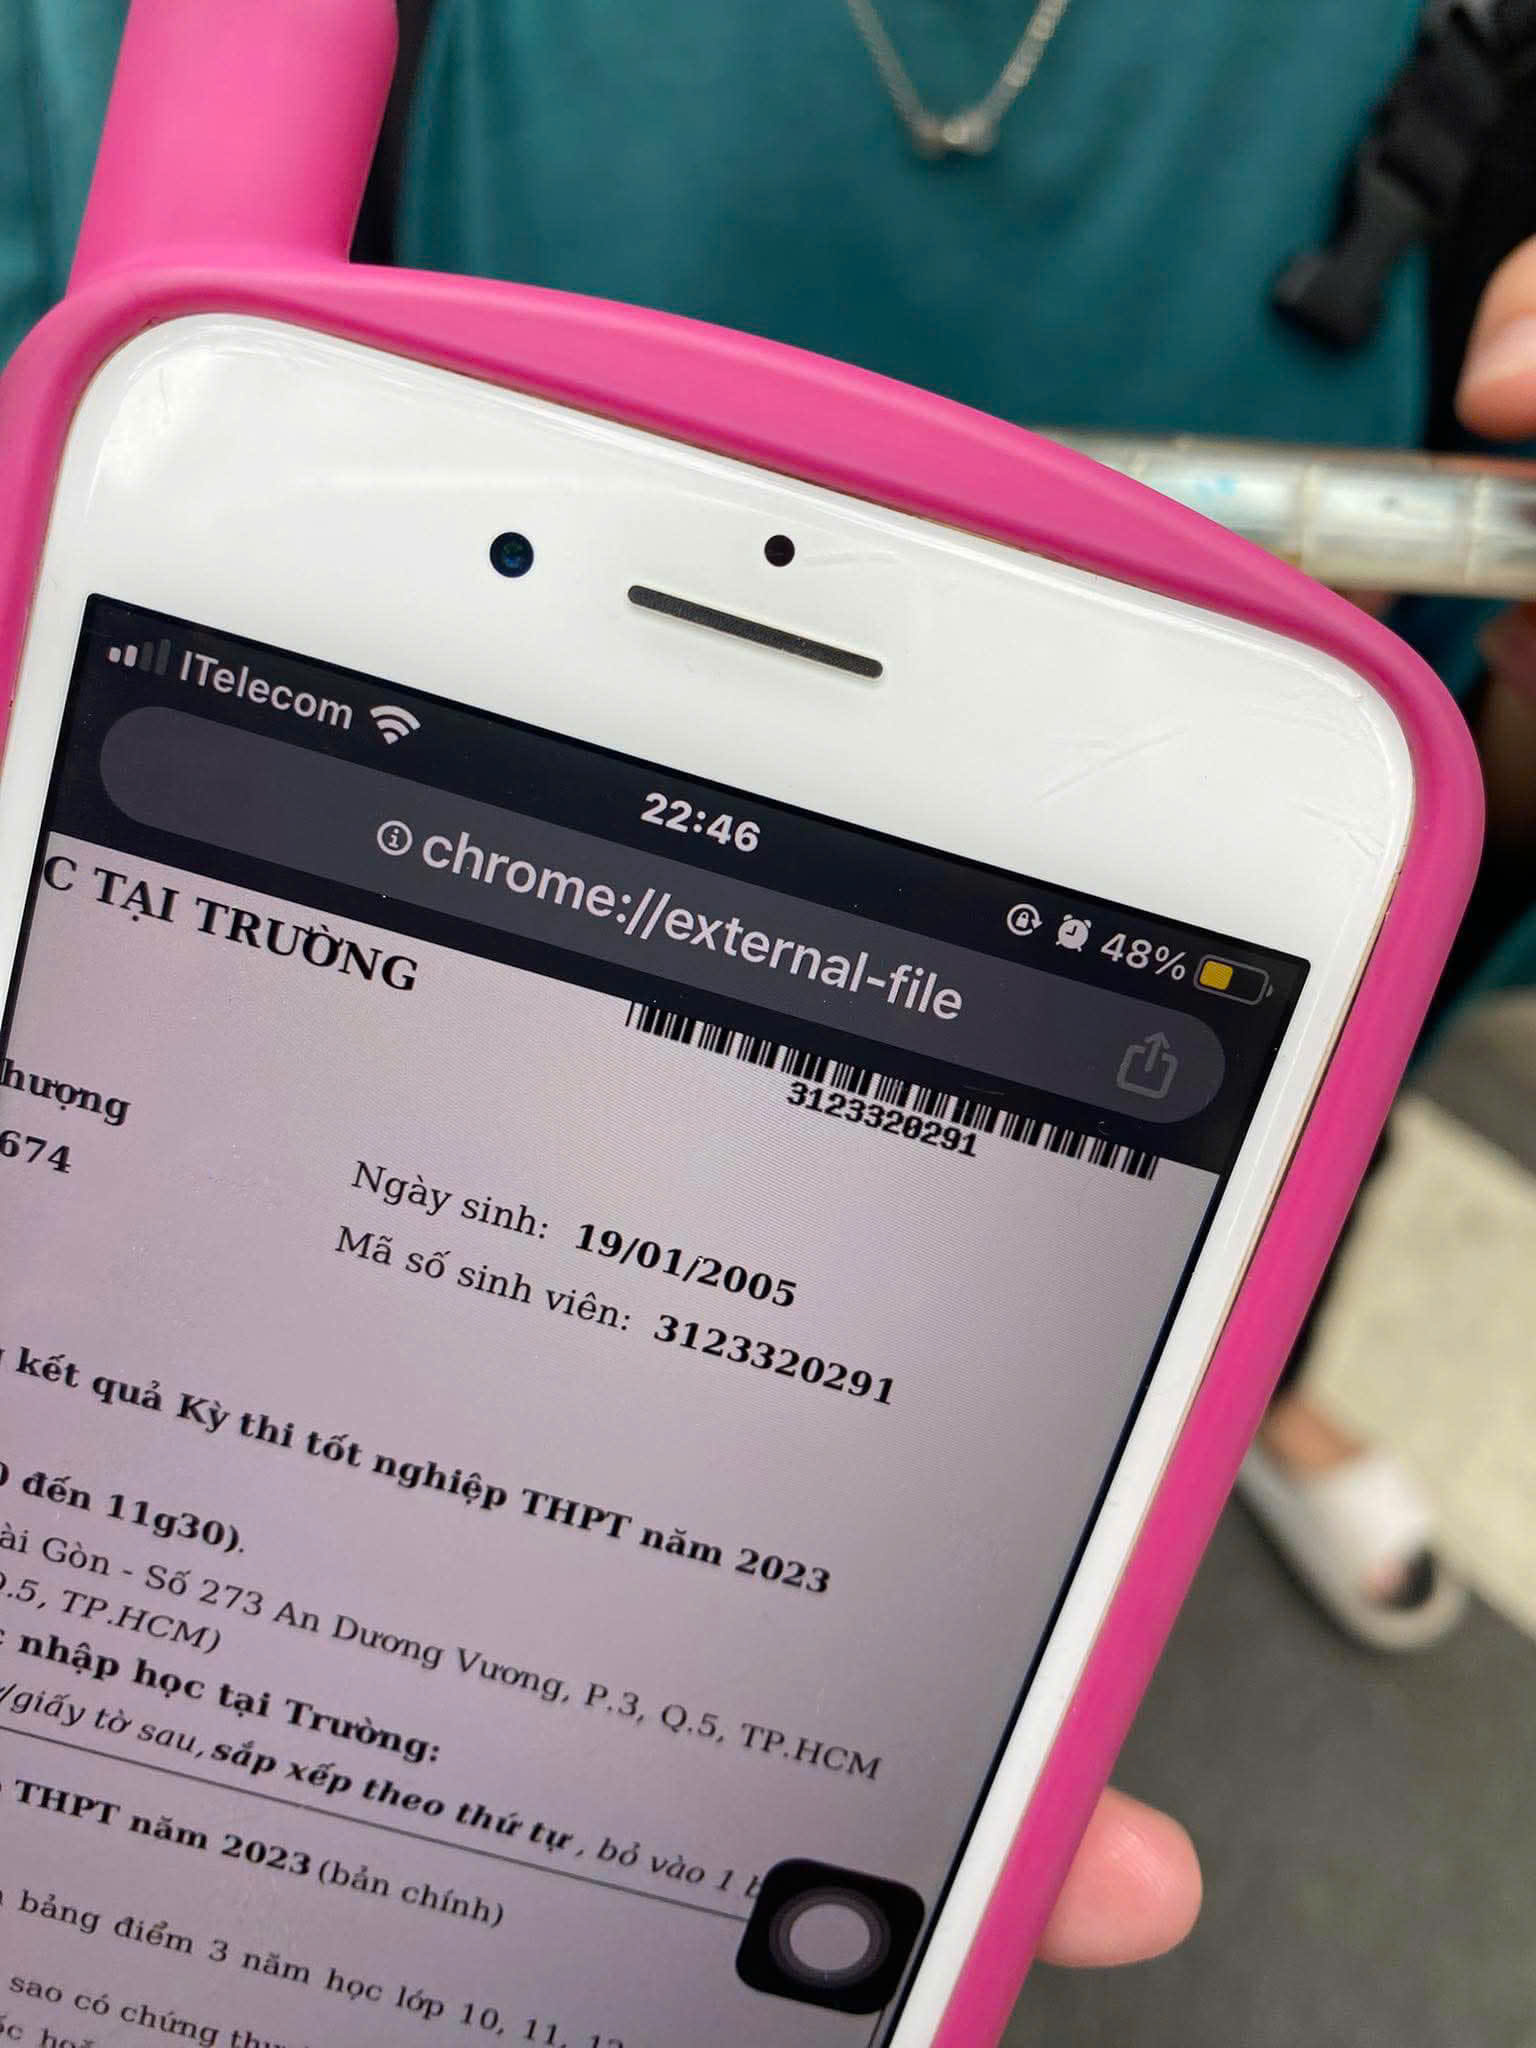 ITelecom
22:46
48%
chrome://external-file
C TẠI TRƯỜNG
3123320291
hượng
674
Ngày sinh: 19/01/2005
Mã số sinh viên: 3123320291
kết quả Kỳ thi tốt nghiệp THPT năm 2023
đến 11g30).
ài Gòn - Số 273 An Dương Vương, P.3, Q.5, TP.HCM
Q.5, TP.HCM)
nhập học tại Trường:
/giấy tờ sau, sắp xếp theo thứ tự, bỏ vào 1
THPT năm 2023 (bản chính)
bảng điểm 3 năm học lớp 10, 11, 12
sao có chứng